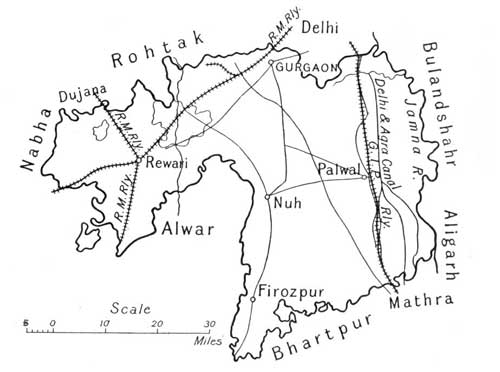 R.M.Rly.
Delhi
Rohtak
GURGAON
Dujana
R.M.Rly.
Nabha
Rewari
R.M.Rly.
Alwar
Nuh
Palwal
G.I.P.
Rly.
Delhi & Agra Canal
Jamna R.
Bulandshahr
Aligarh
Firozpur
Mathra
Bhartpur
Scale
5 0 10 20 30
Miles